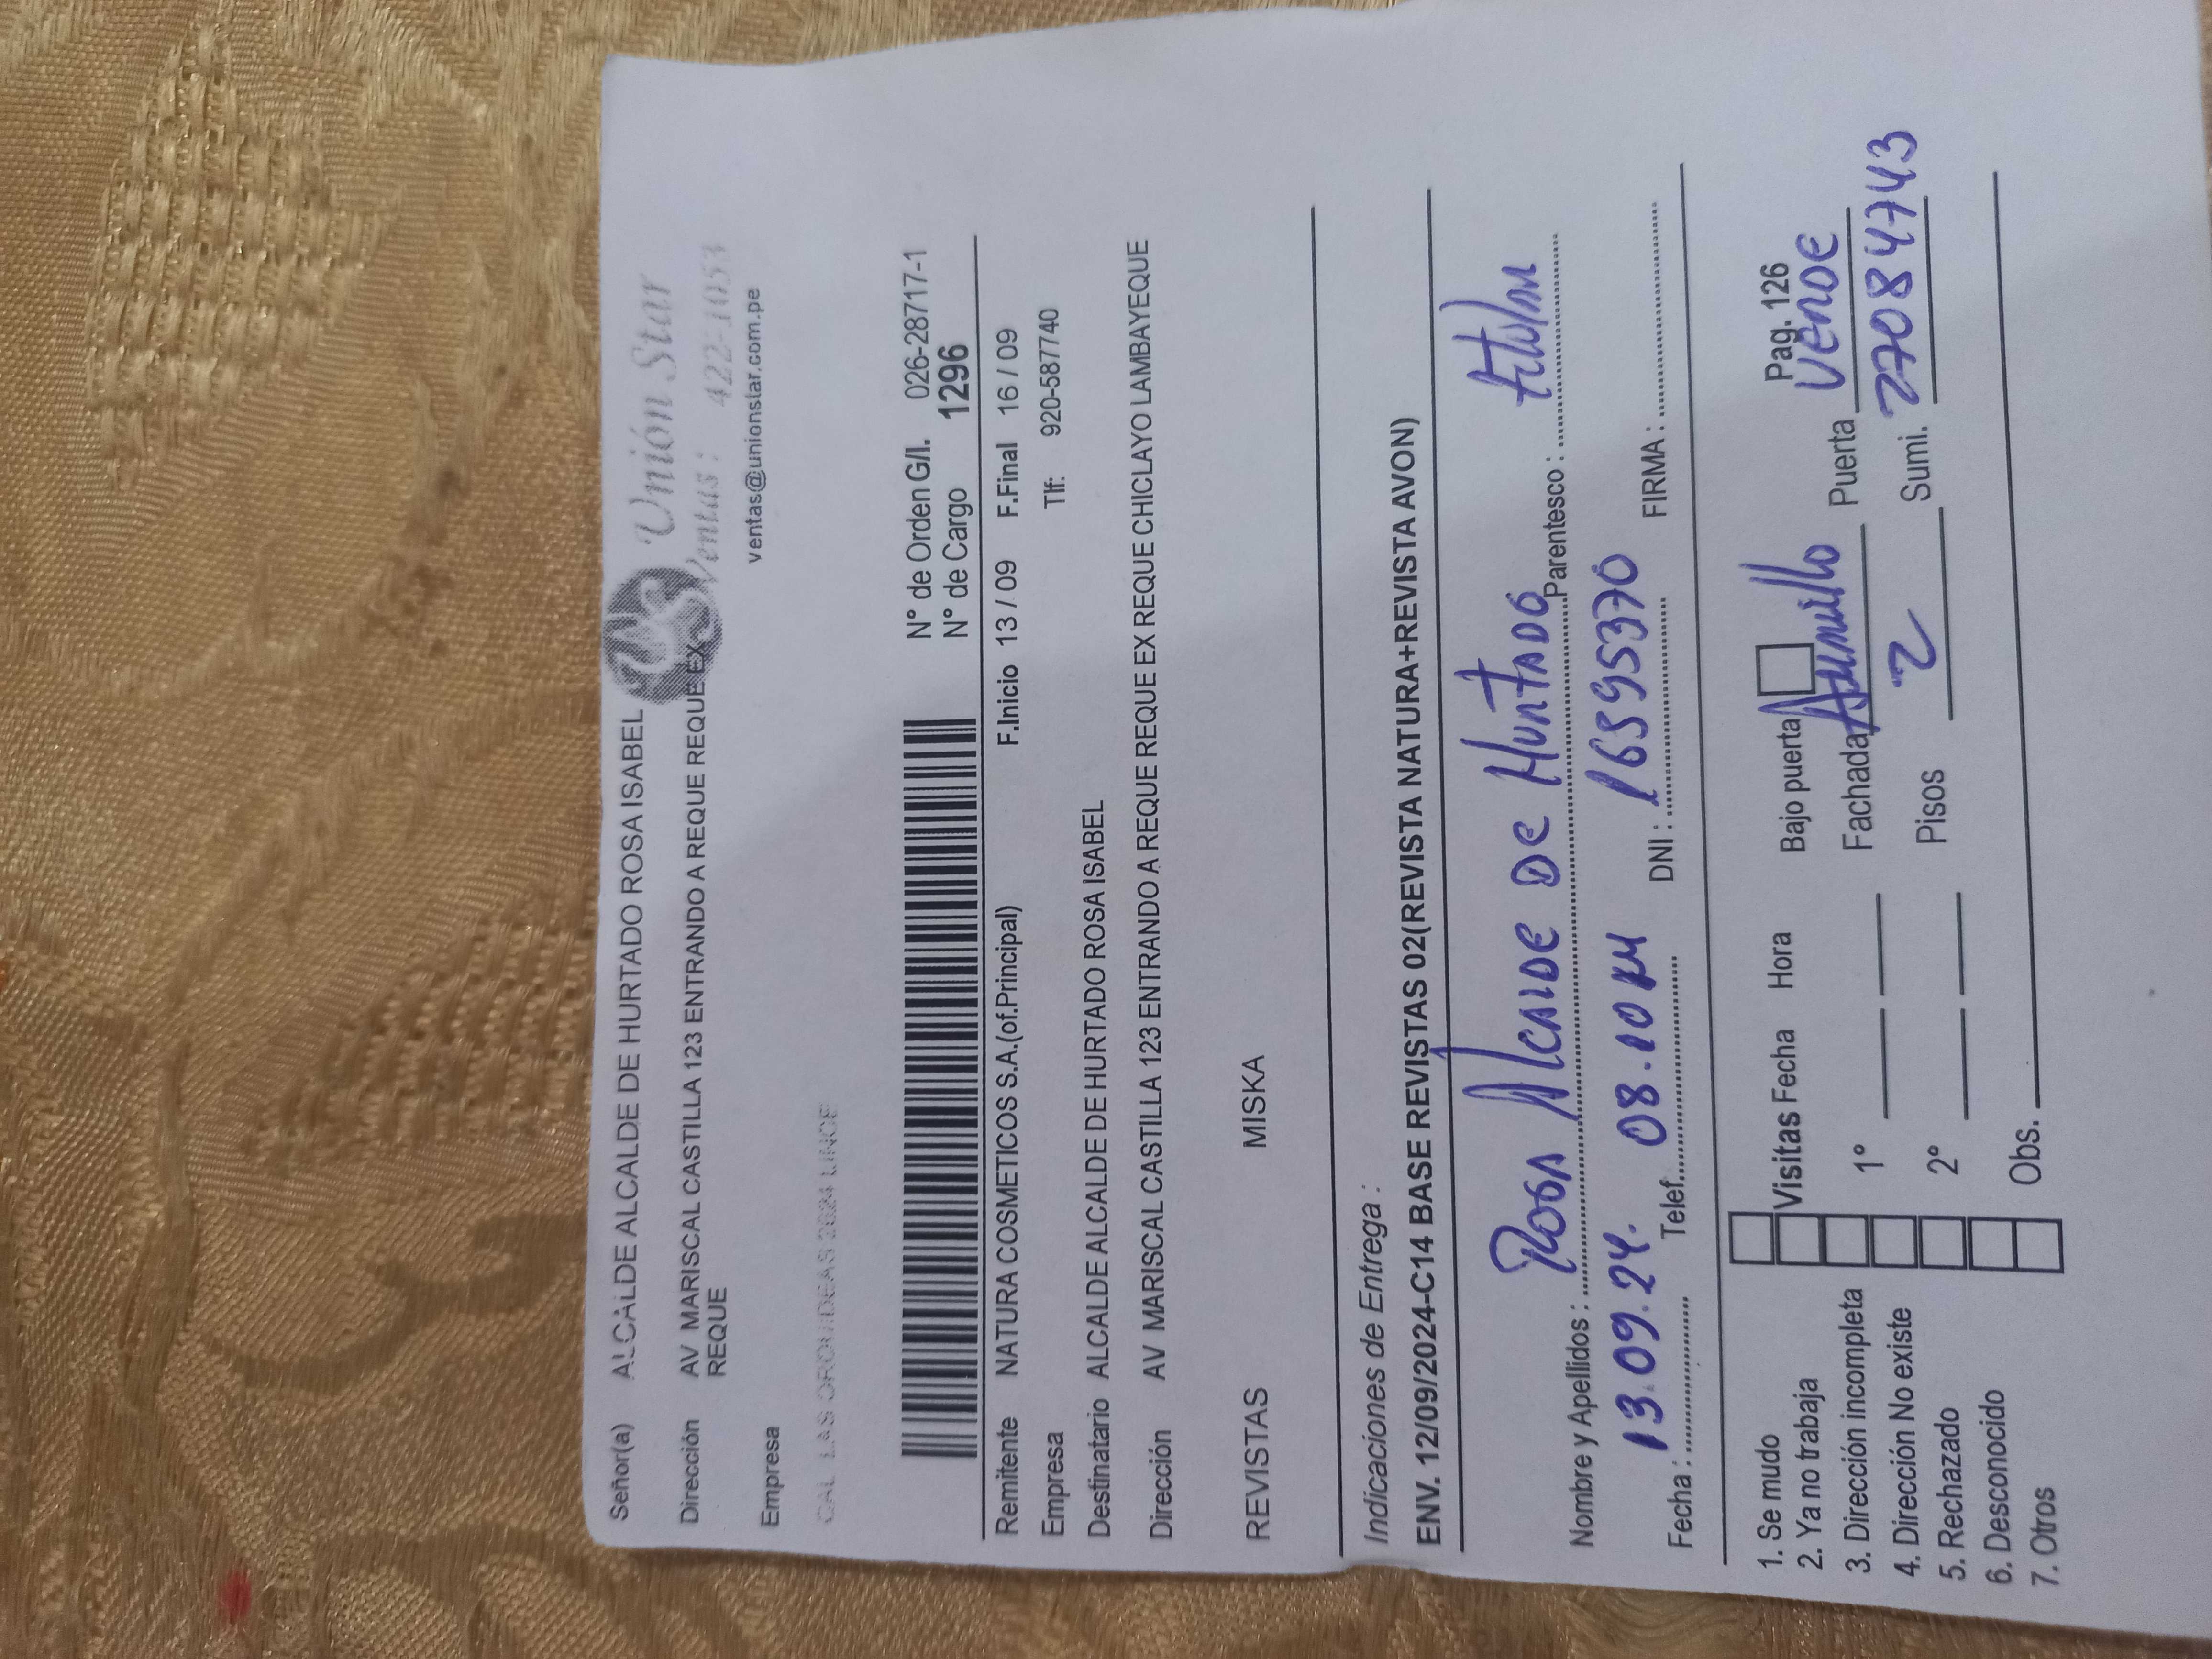 Señor(a) ALCALDE ALCALDE DE HURTADO ROSA ISABEL
Unión Star
Dirección AV MARISCAL CASTILLA 123 ENTRANDO A REQUE REQUE EX
REQUE
Ventas : 422-1053
Empresa
ventas@unionstar.com.pe
CAL LAS ORQUIDEAS 2624 LINCE
N° de Orden G/I. 026-28717-1
N° de Cargo 1296
Remitente NATURA COSMETICOS S.A.(of.Principal) F.Inicio 13 / 09 F.Final 16 / 09
Empresa Tlf: 920-587740
Destinatario ALCALDE ALCALDE DE HURTADO ROSA ISABEL
Dirección AV MARISCAL CASTILLA 123 ENTRANDO A REQUE REQUE EX REQUE CHICLAYO LAMBAYEQUE
REVISTAS MISKA
Indicaciones de Entrega :
ENV. 12/09/2024-C14 BASE REVISTAS 02(REVISTA NATURA+REVISTA AVON)
Nombre y Apellidos : Rosa Alcalde De Hurtado Parentesco : titular
Fecha : 13.09.24. Telef. 08.10 DNI : 16595370 FIRMA :
Pag. 126
1. Se mudo
2. Ya no trabaja Visitas Fecha Hora Bajo puerta
3. Dirección incompleta 1º Fachada Amarillo Puerta Verde
4. Dirección No existe
5. Rechazado 2º Pisos 2 Sumi. 27084743
6. Desconocido
7. Otros Obs.